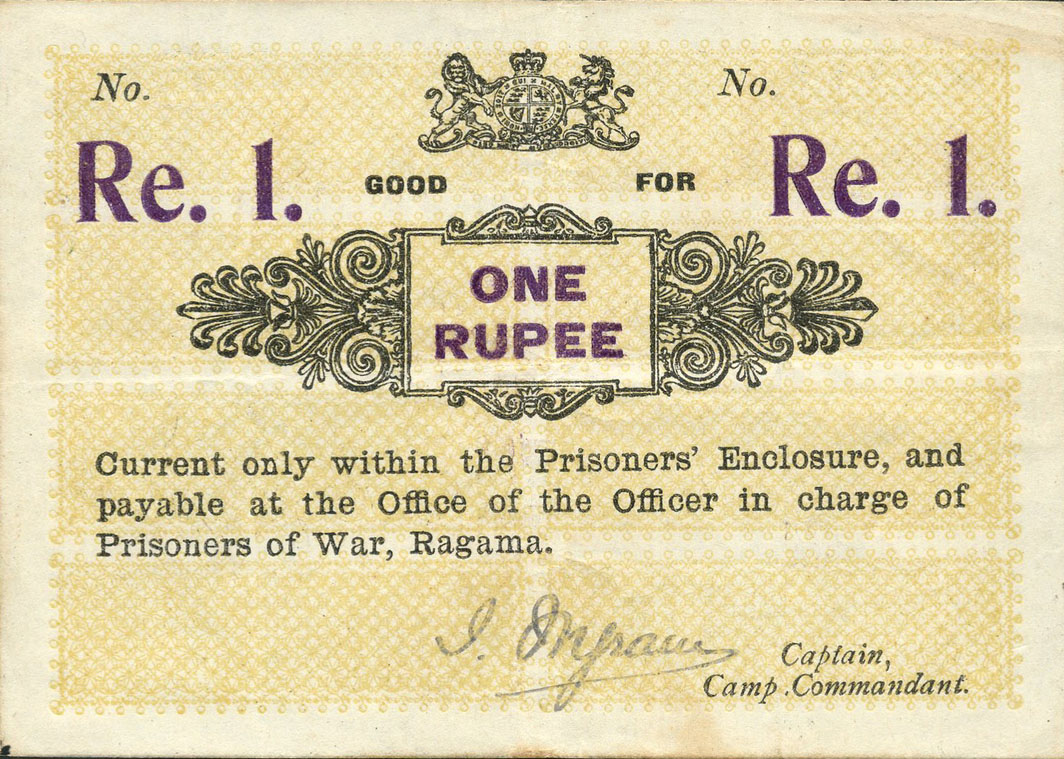 No. No.
Re. 1. GOOD FOR Re. 1.
ONE
RUPEE
Current only within the Prisoners' Enclosure, and
payable at the Office of the Officer in charge of
Prisoners of War, Ragama.
Captain,
Camp Commandant.